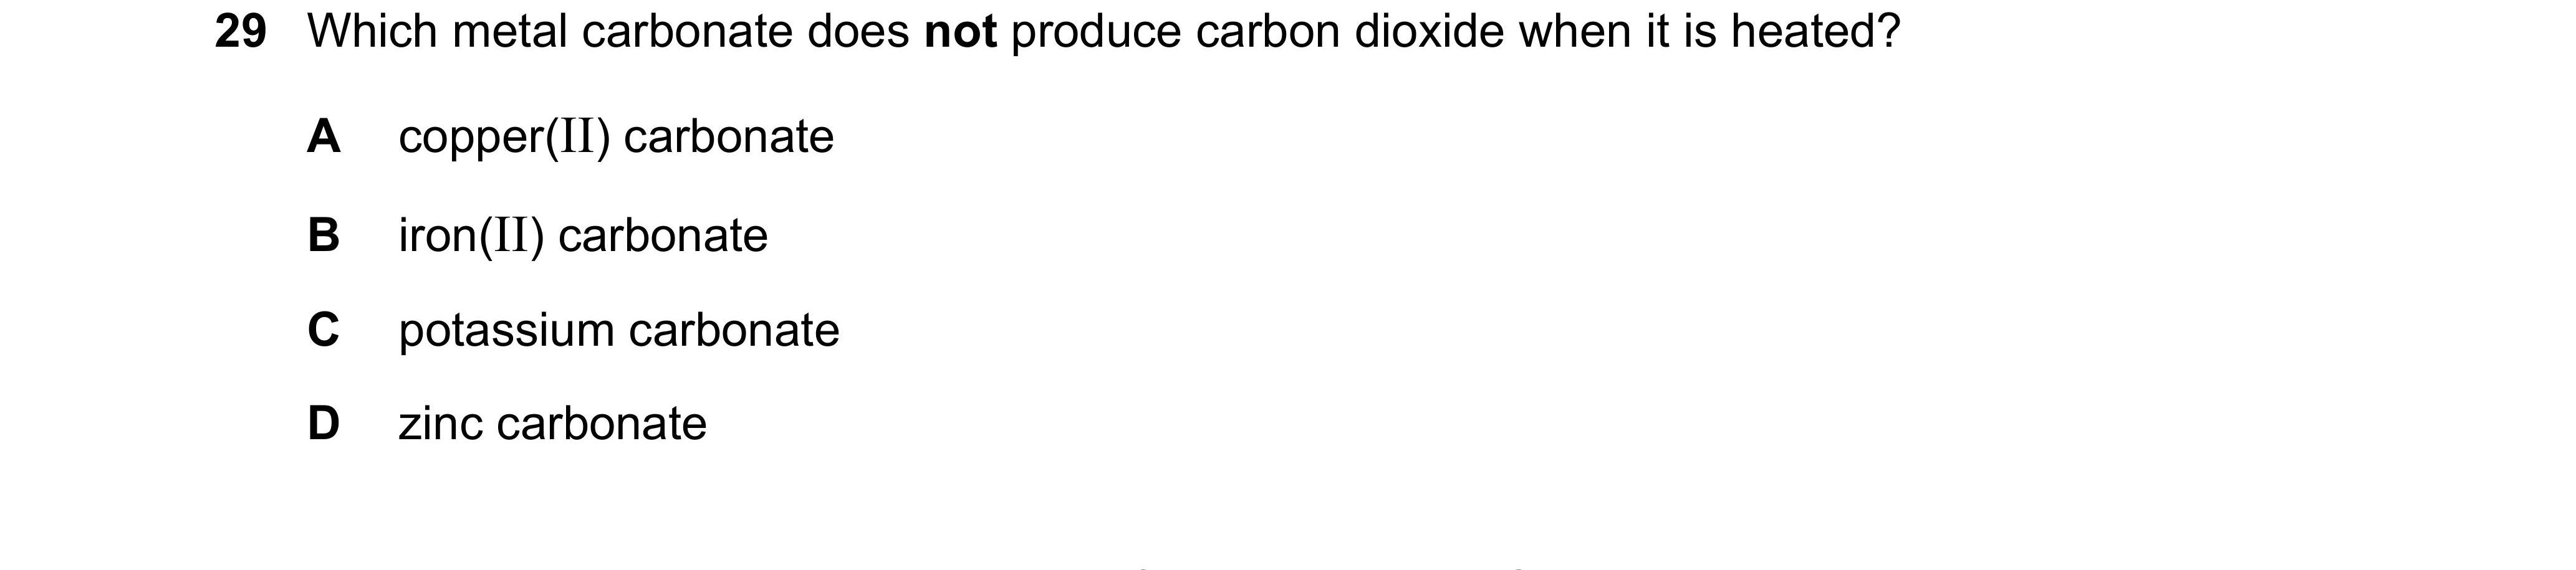 29 Which metal carbonate does not produce carbon dioxide when it is heated?
A copper(II) carbonate
B iron(II) carbonate
C potassium carbonate
D zinc carbonate